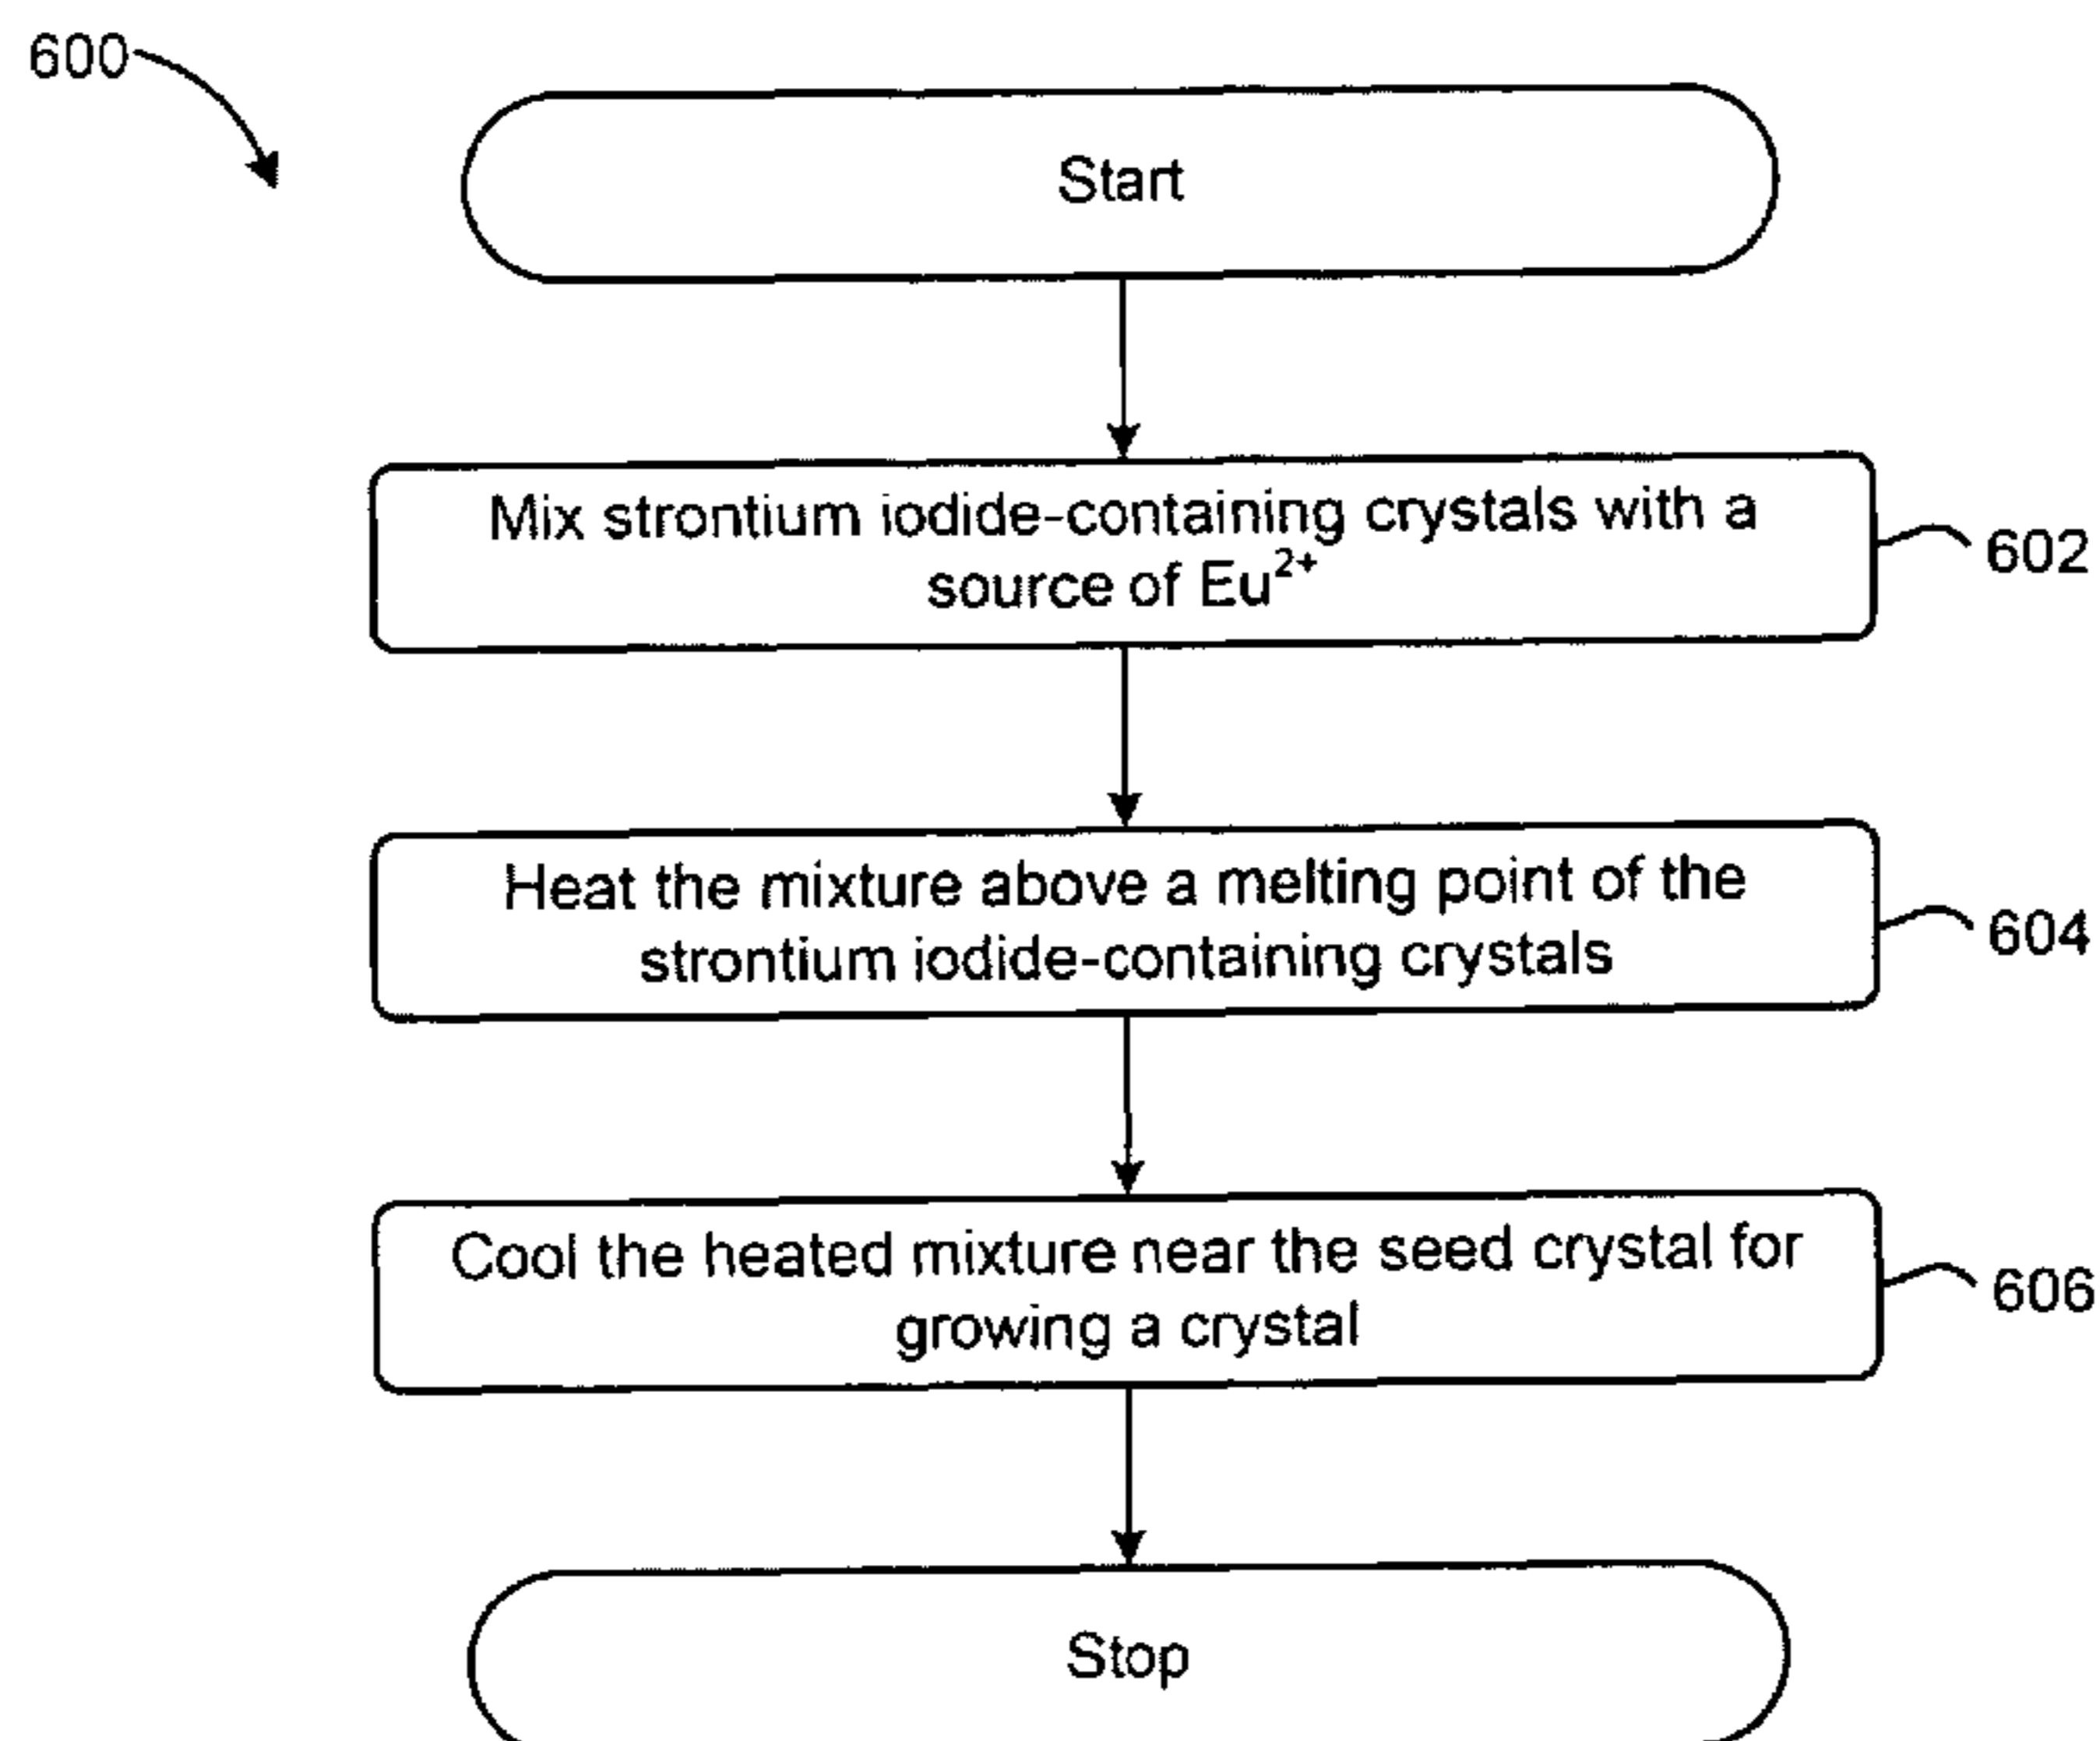 600
Start
Mix strontium iodide-containing crystals with a
source of Eu²⁺
602
Heat the mixture above a melting point of the
strontium iodide-containing crystals
604
Cool the heated mixture near the seed crystal for
growing a crystal
606
Stop